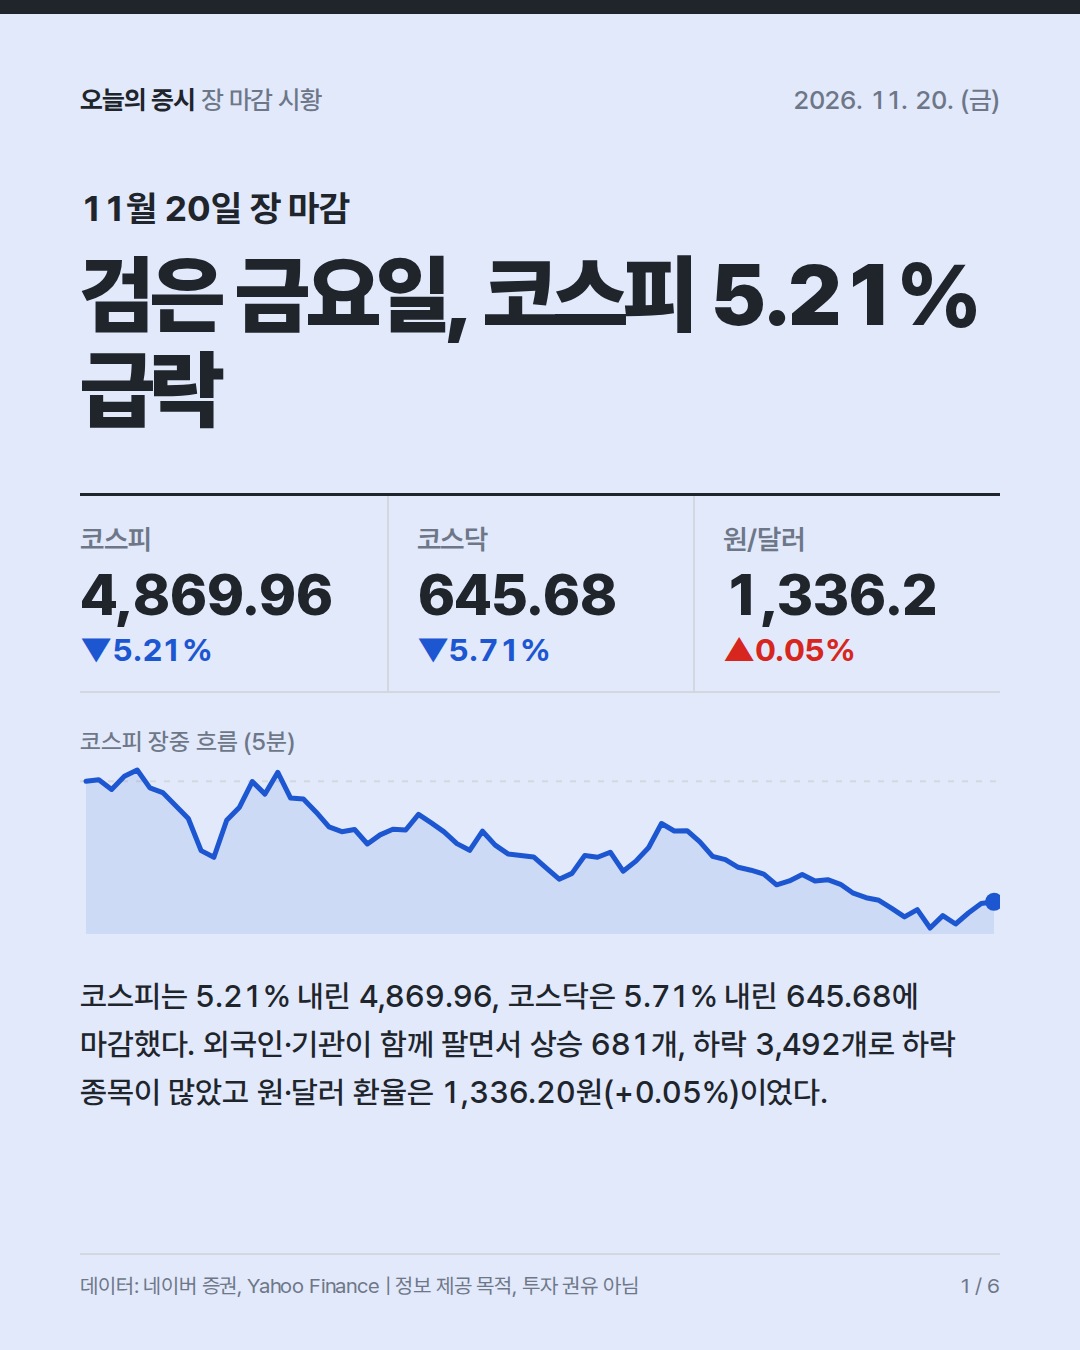 오늘의 증시 장 마감 시황
2026. 11. 20. (금)
11월 20일 장 마감
검은 금요일, 코스피 5.21%
급락
코스피
4,869.96
▼5.21%
코스닥
645.68
▼5.71%
원/달러
1,336.2
▲0.05%
코스피 장중 흐름 (5분)
코스피는 5.21% 내린 4,869.96, 코스닥은 5.71% 내린 645.68에
마감했다. 외국인·기관이 함께 팔면서 상승 681개, 하락 3,492개로 하락
종목이 많았고 원·달러 환율은 1,336.20원(+0.05%)이었다.
데이터: 네이버 증권, Yahoo Finance | 정보 제공 목적, 투자 권유 아님
1 / 6